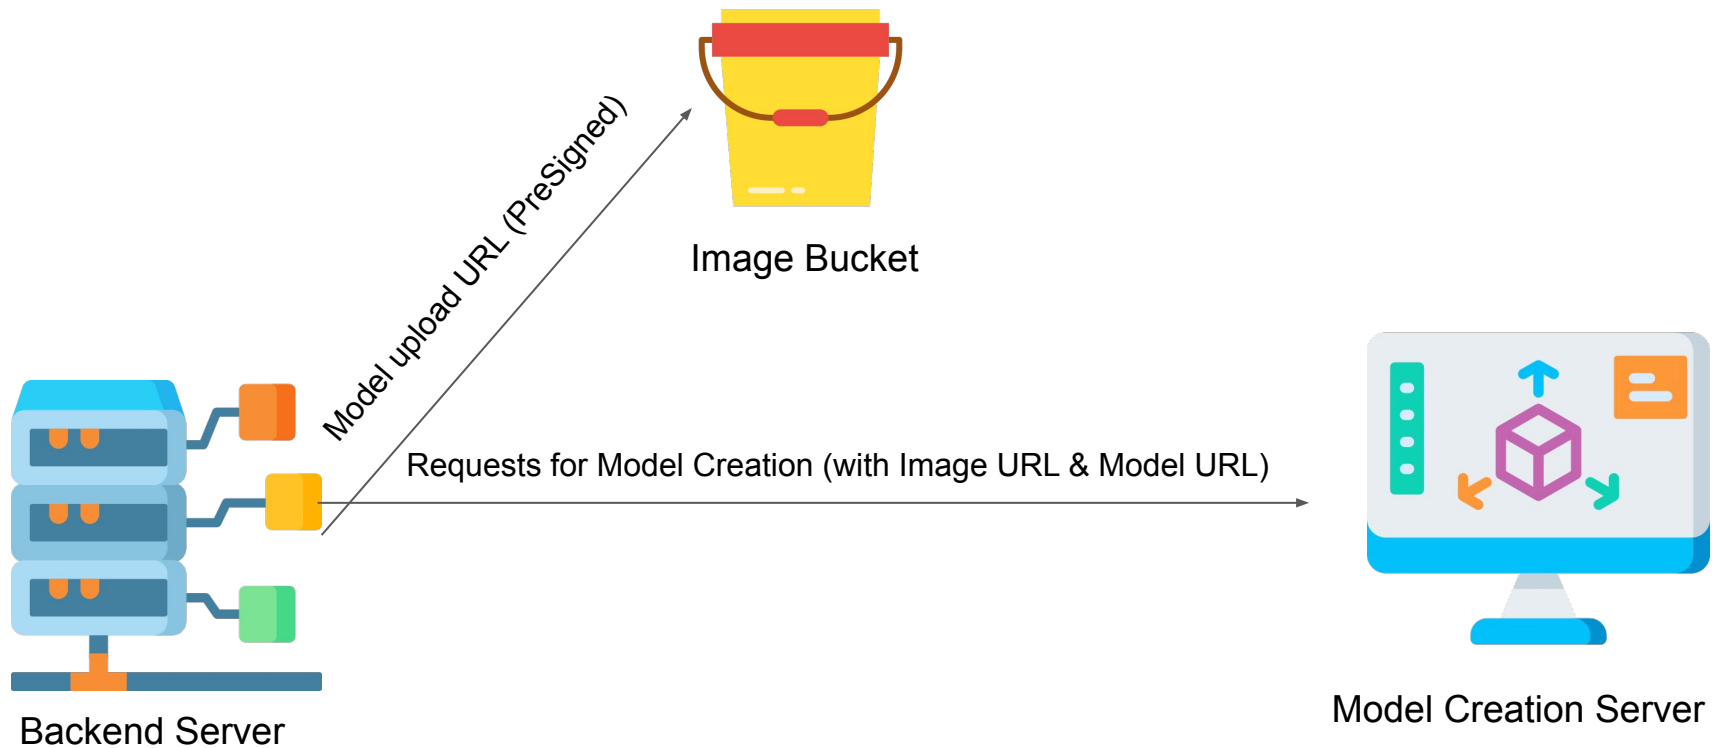 Model upload URL (PreSigned)
Image Bucket
Requests for Model Creation (with Image URL & Model URL)
Backend Server
Model Creation Server